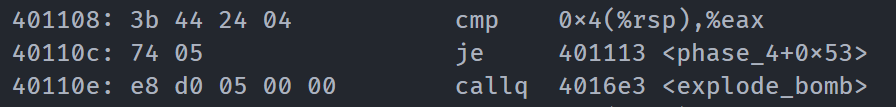 401108: 3b 44 24 04 cmp 0x4(%rsp),%eax
40110c: 74 05 je 401113 <phase_4+0x53>
40110e: e8 d0 05 00 00 callq 4016e3 <explode_bomb>